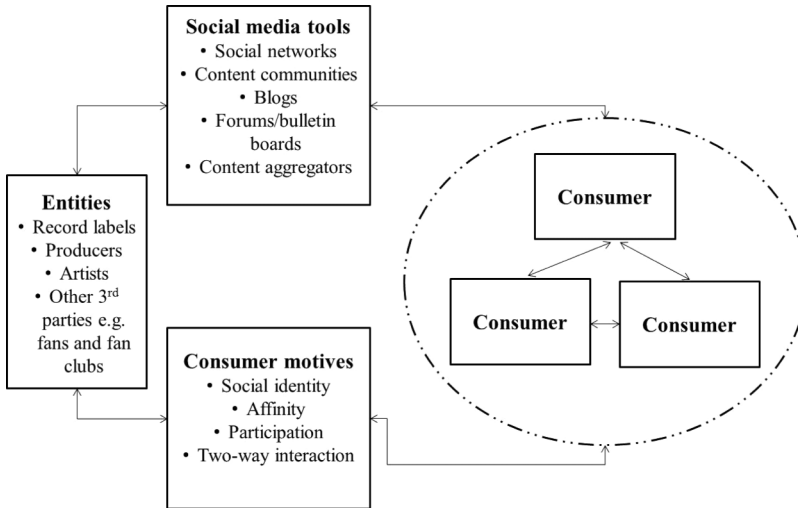 Social media tools
• Social networks
• Content communities
• Blogs
• Forums/bulletin
boards
• Content aggregators
Entities
• Record labels
• Producers
• Artists
• Other 3rd
parties e.g.
fans and fan
clubs
Consumer motives
• Social identity
• Affinity
• Participation
• Two-way interaction
Consumer
Consumer
Consumer